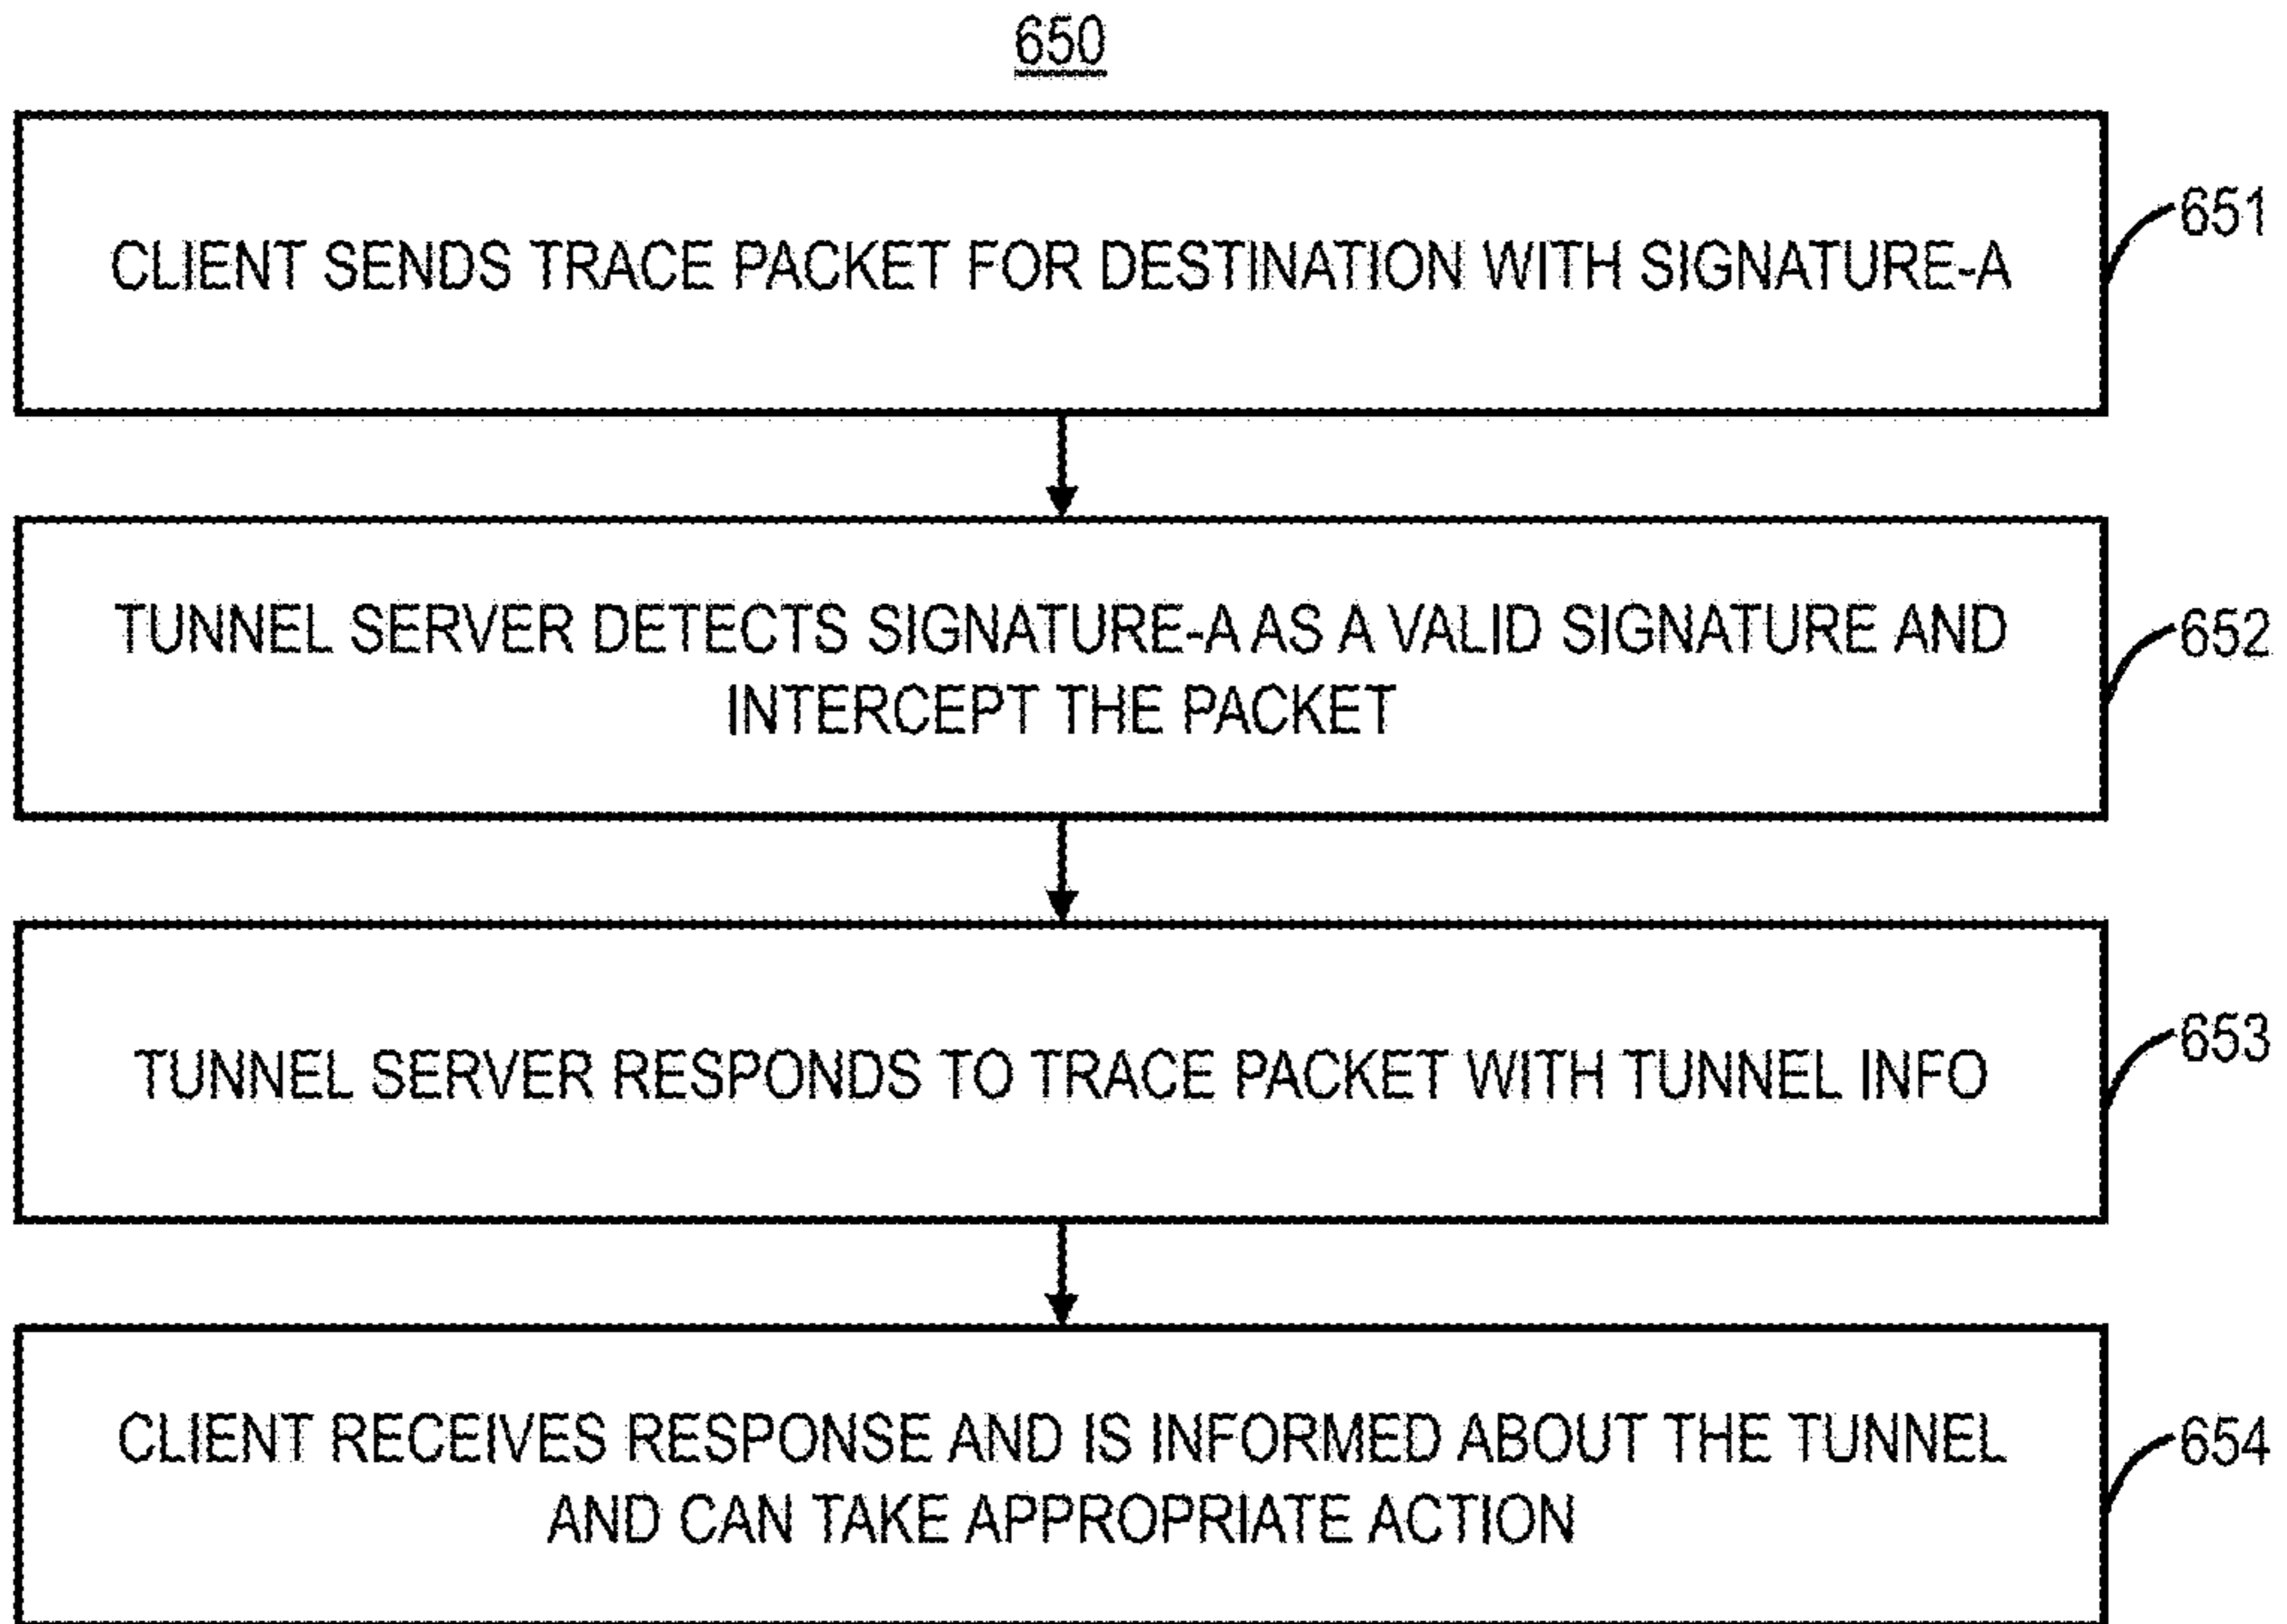 650
CLIENT SENDS TRACE PACKET FOR DESTINATION WITH SIGNATURE-A
651
TUNNEL SERVER DETECTS SIGNATURE-A AS A VALID SIGNATURE AND
INTERCEPT THE PACKET
652
TUNNEL SERVER RESPONDS TO TRACE PACKET WITH TUNNEL INFO
653
CLIENT RECEIVES RESPONSE AND IS INFORMED ABOUT THE TUNNEL
AND CAN TAKE APPROPRIATE ACTION
654